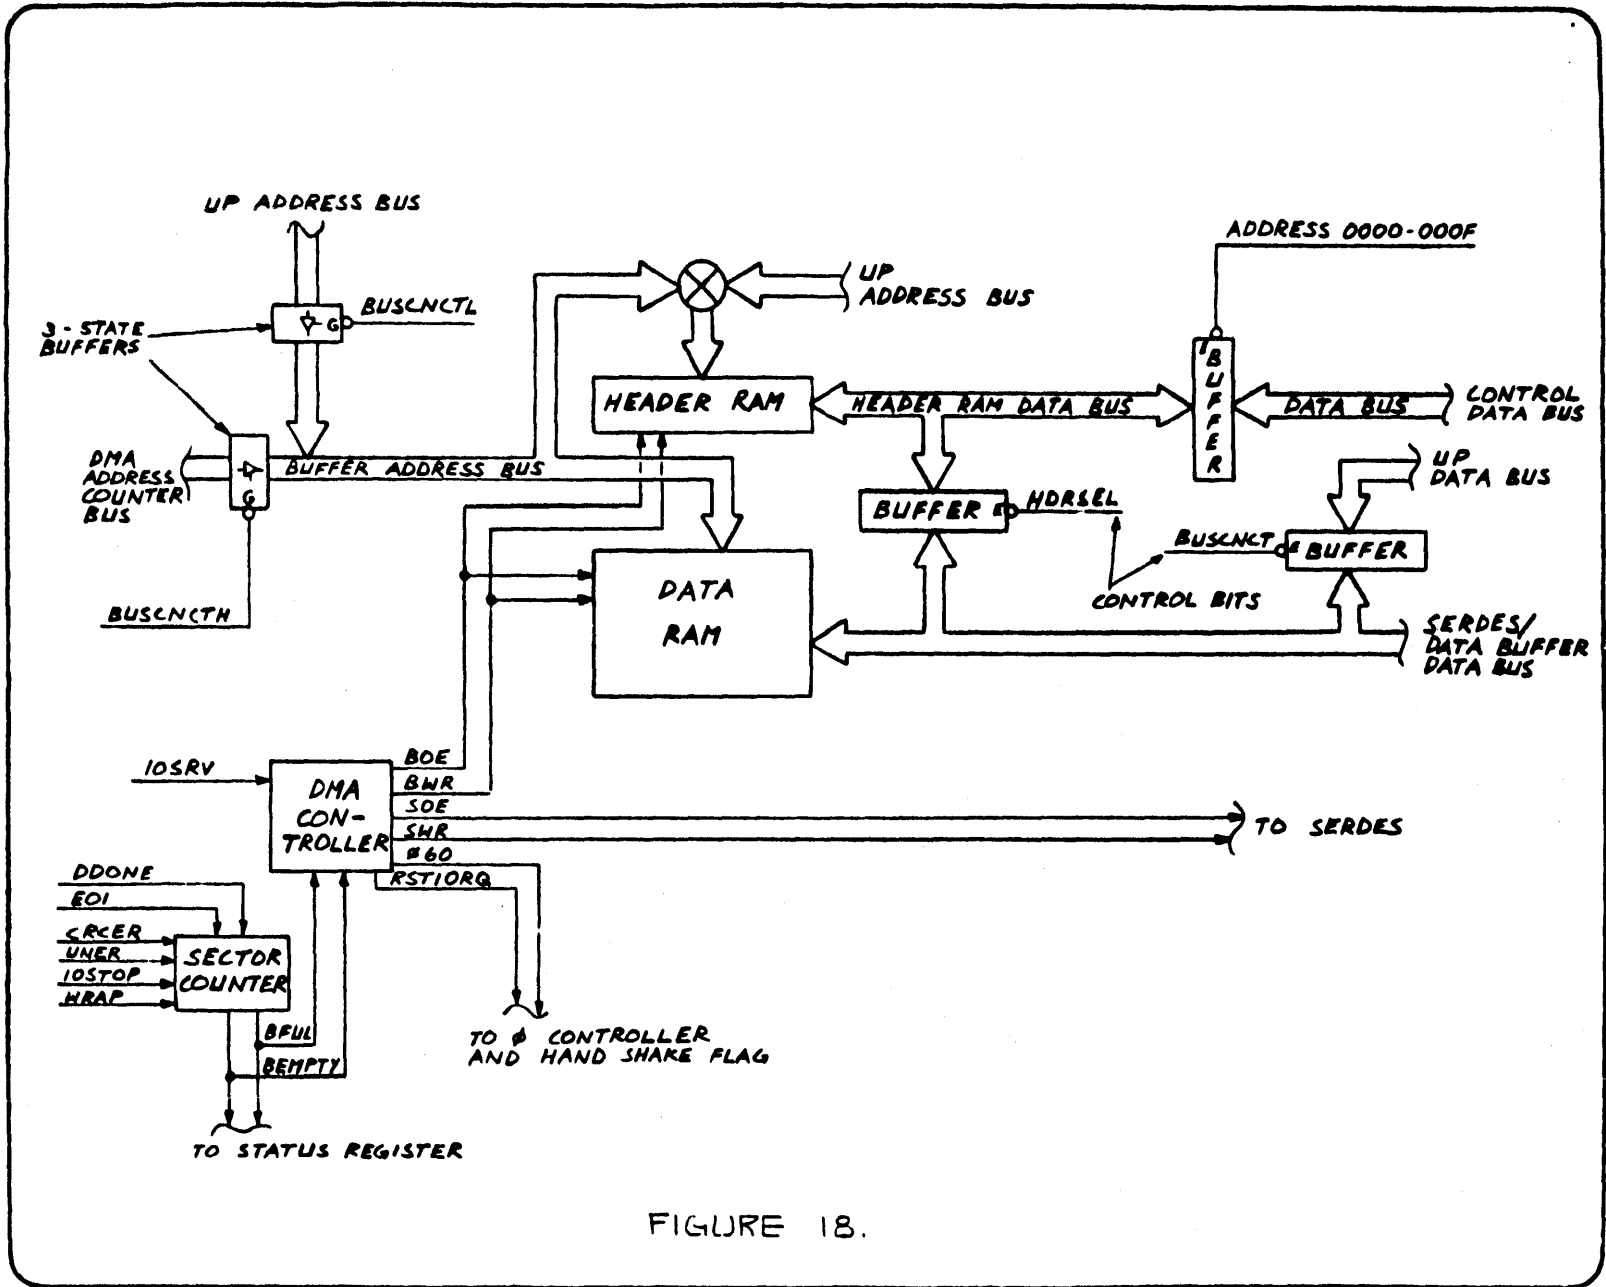 UP ADDRESS BUS
BUSCNCTL
G
3-STATE
BUFFERS
UP
ADDRESS BUS
ADDRESS 0000-000F
BUFFER
HEADER RAM
HEADER RAM DATA BUS
DATA BUS
CONTROL
DATA BUS
DMA
ADDRESS
COUNTER
BUS
G
BUFFER ADDRESS BUS
UP
DATA BUS
BUFFER E
HDRSEL
BUSCNCT
E BUFFER
CONTROL BITS
BUSCNCTH
DATA
RAM
SERDES/
DATA BUFFER
DATA BUS
IOSRV
DMA
CON-
TROLLER
BOE
BWR
SOE
SWR
ø60
RSTIORQ
TO SERDES
DDONE
EOI
CRCER
UNER
IOSTOP
WRAP
SECTOR
COUNTER
BFUL
BEMPTY
TO ø CONTROLLER
AND HAND SHAKE FLAG
TO STATUS REGISTER
FIGURE 18.